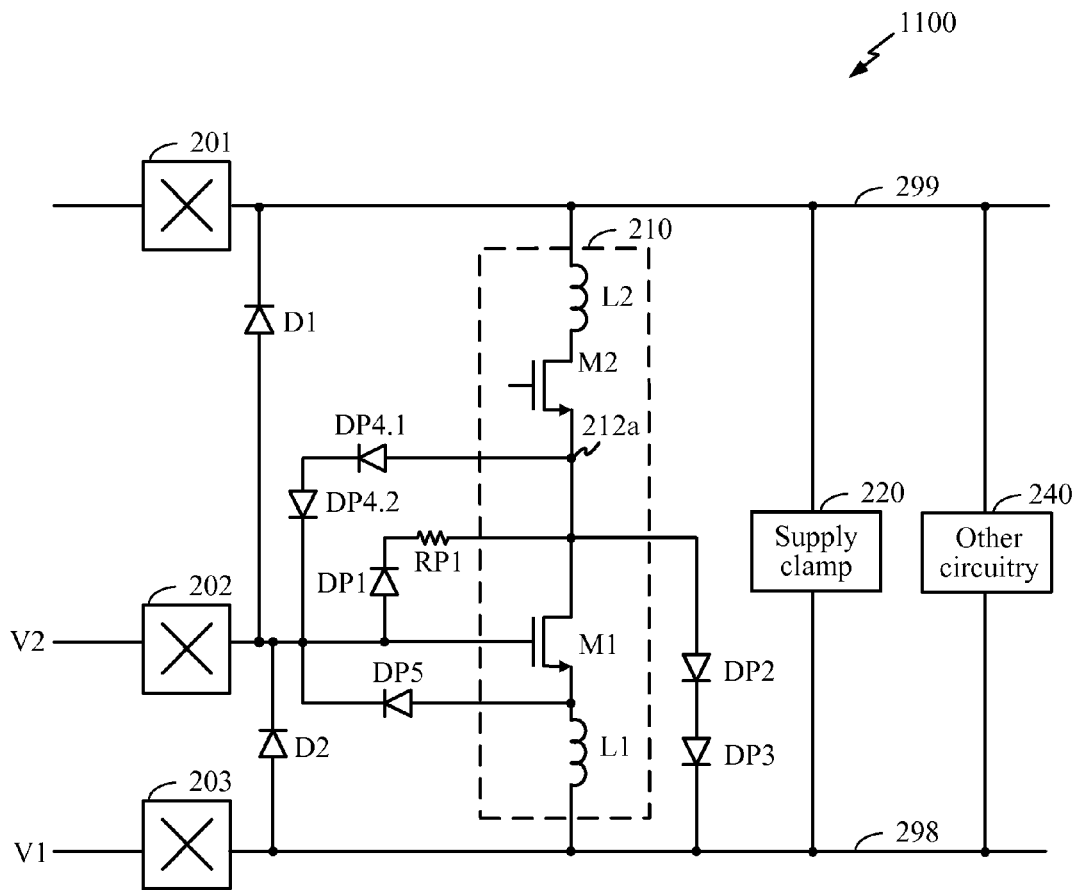 1100
201
299
210
L2
D1
M2
DP4.1
212a
DP4.2
220
240
Supply
clamp
Other
circuitry
RP1
DP1
202
V2
M1
DP5
DP2
D2
L1
DP3
203
298
V1